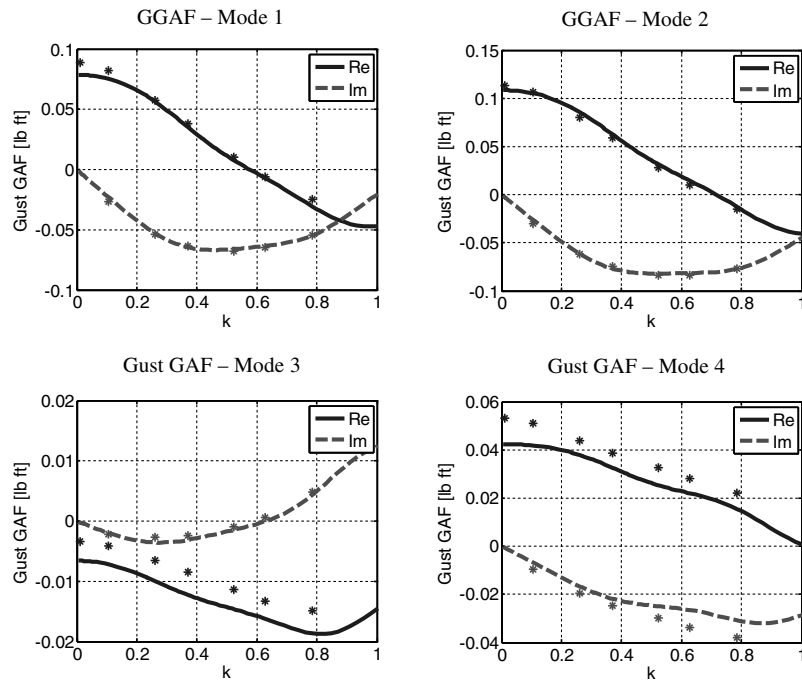 GGAF – Mode 1
0.1
0.05
0
-0.05
-0.1
0 0.2 0.4 0.6 0.8 1
k
Gust GAF [lb ft]
Re
Im
GGAF – Mode 2
0.15
0.1
0.05
0
-0.05
-0.1
0 0.2 0.4 0.6 0.8 1
k
Gust GAF [lb ft]
Re
Im
Gust GAF – Mode 3
0.02
0.01
0
-0.01
-0.02
0 0.2 0.4 0.6 0.8 1
k
Gust GAF [lb ft]
Re
Im
Gust GAF – Mode 4
0.06
0.04
0.02
0
-0.02
-0.04
0 0.2 0.4 0.6 0.8 1
k
Gust GAF [lb ft]
Re
Im